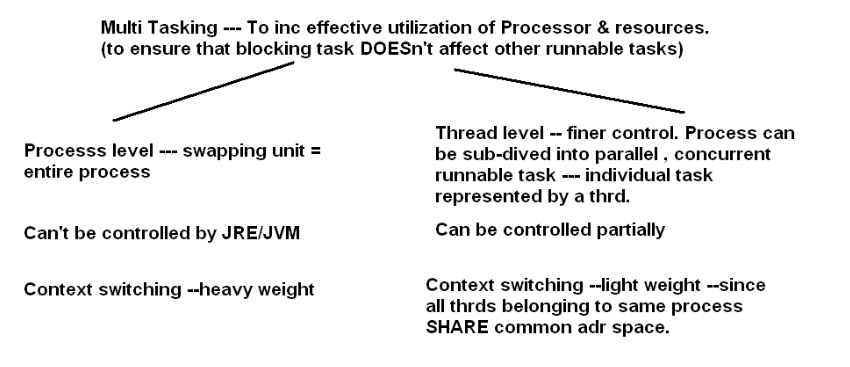 Multi Tasking --- To inc effective utilization of Processor & resources.
(to ensure that blocking task DOESn't affect other runnable tasks)
Processs level --- swapping unit =
entire process
Can't be controlled by JRE/JVM
Context switching --heavy weight
Thread level -- finer control. Process can
be sub-dived into parallel , concurrent
runnable task --- individual task
represented by a thrd.
Can be controlled partially
Context switching --light weight --since
all thrds belonging to same process
SHARE common adr space.